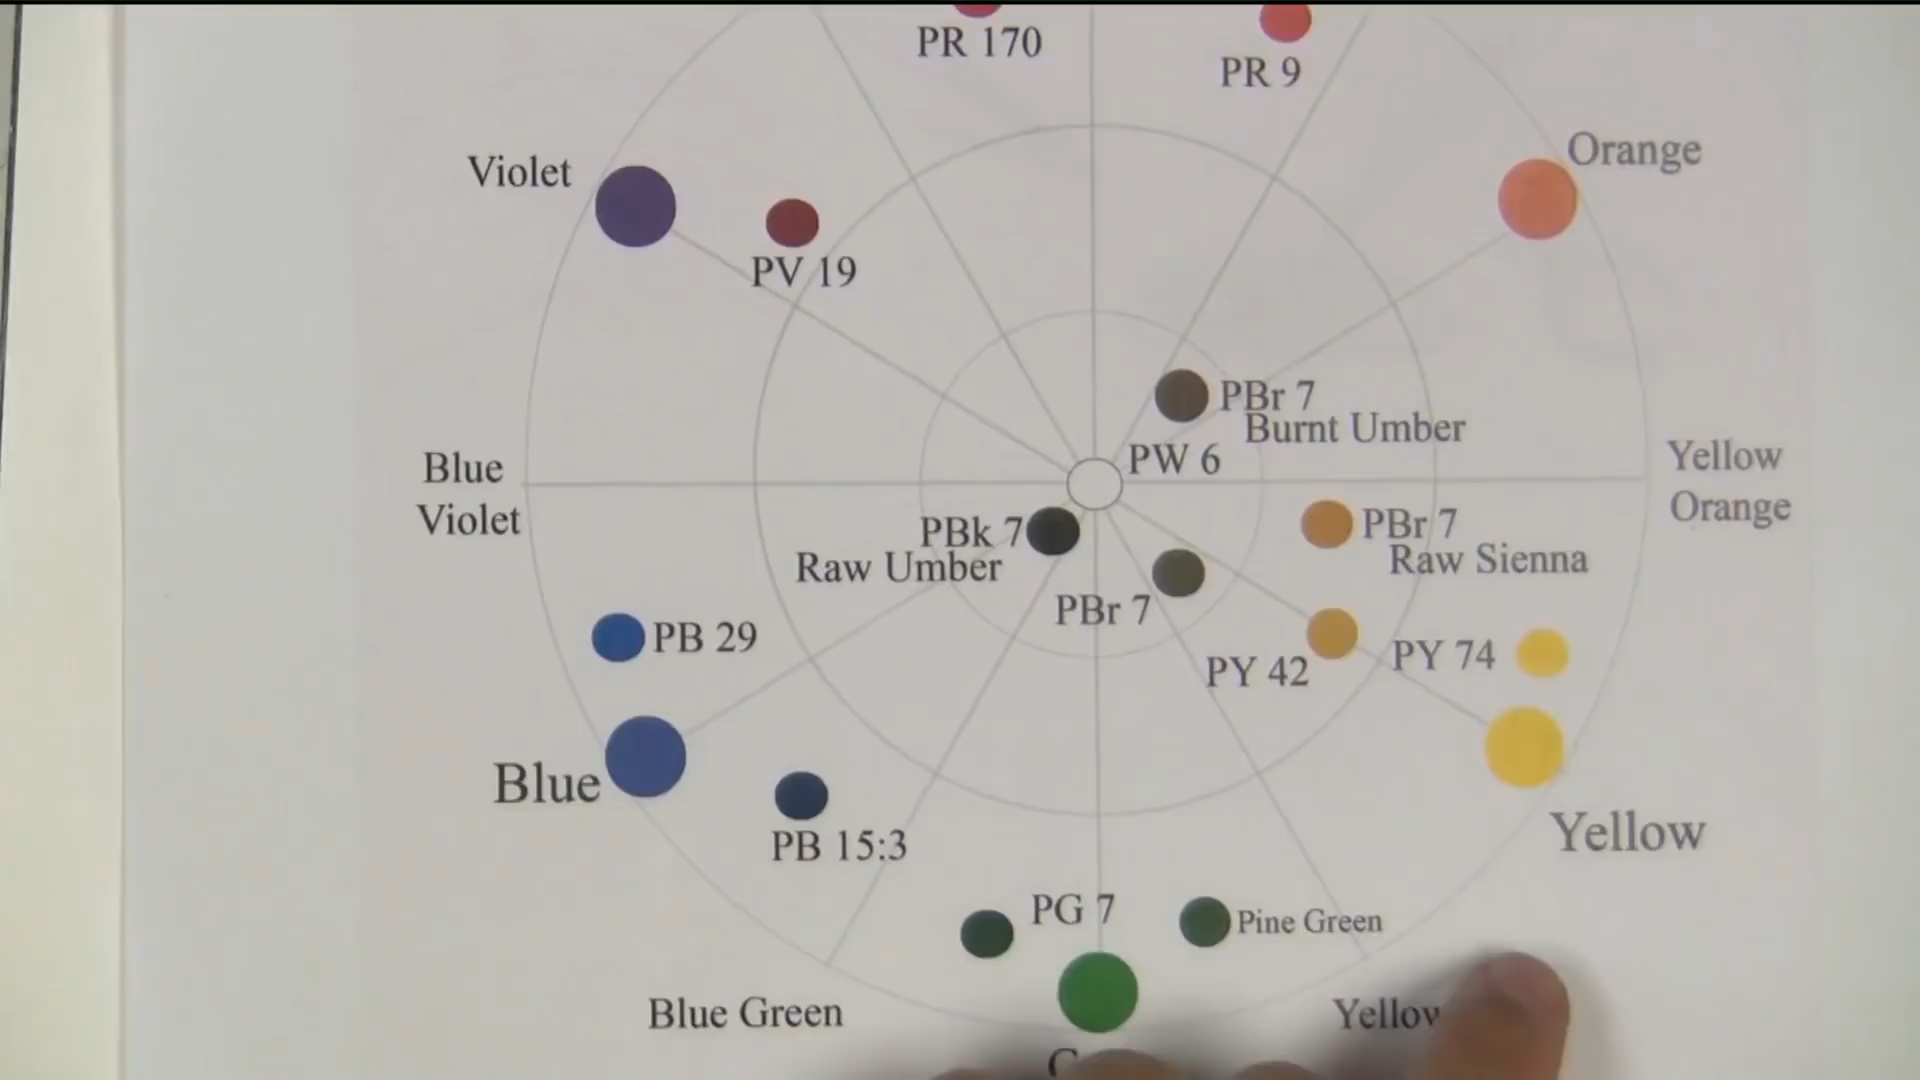 PR 170
PR 9
Orange
Violet
PV 19
PBr 7
Burnt Umber
PW 6
Blue
Violet
Yellow
Orange
PBk 7
Raw Umber
PBr 7
Raw Sienna
PBr 7
PB 29
PY 42
PY 74
Blue
Yellow
PB 15:3
PG 7
Pine Green
Blue Green